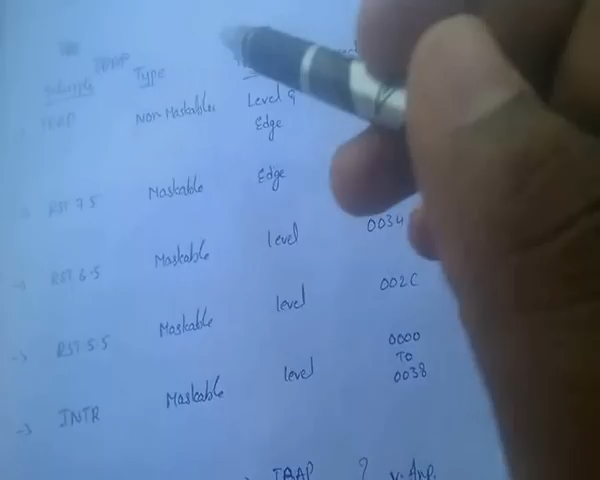 TRAP
Interrupts Type
TRAP Non Maskable Level &
Edge
→ RST 7.5 Maskable Edge
→ RST 6.5 Maskable level 0034
→ RST 5.5 Maskable level 002C
→ INTR Maskable level 0000
TO
0038
→ TRAP ?